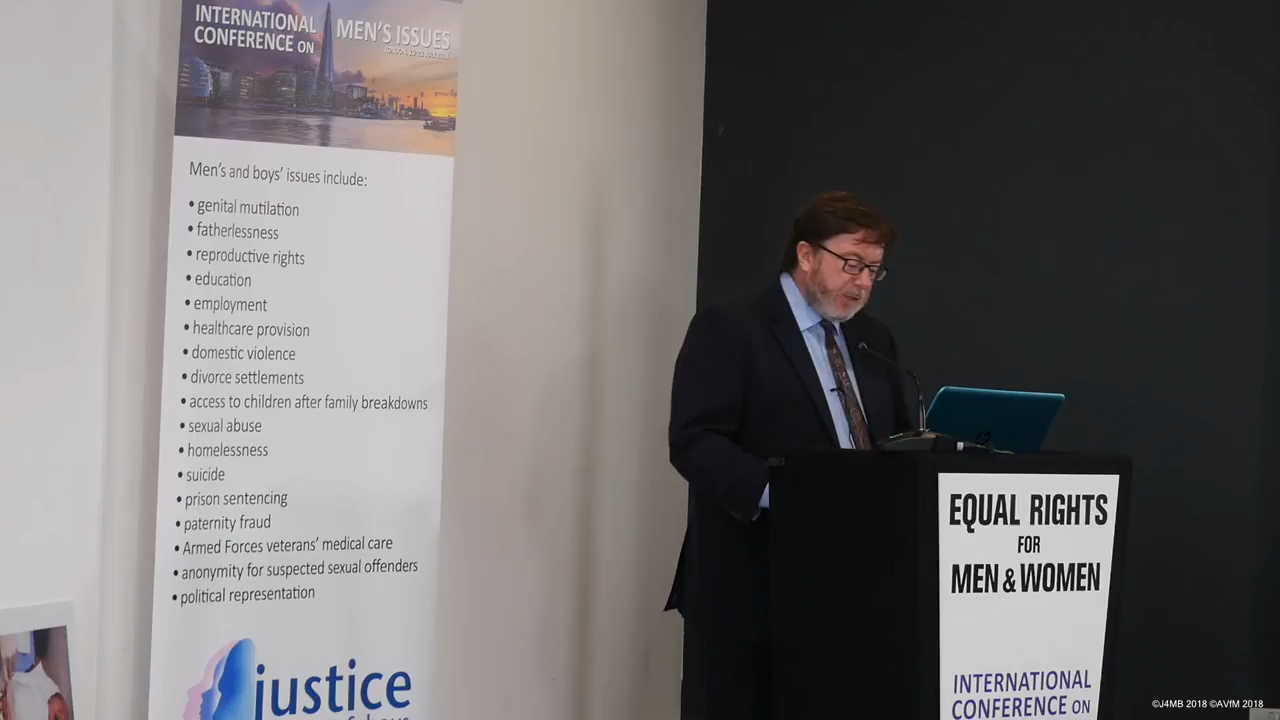 INTERNATIONAL
CONFERENCE ON
MEN'S ISSUES
Men's and boys' issues include:
• genital mutilation
• fatherlessness
• reproductive rights
• education
• employment
• healthcare provision
• domestic violence
• divorce settlements
• access to children after family breakdowns
• sexual abuse
• homelessness
• suicide
• prison sentencing
• paternity fraud
• Armed Forces veterans' medical care
• anonymity for suspected sexual offenders
• political representation
justice
EQUAL RIGHTS
FOR
MEN & WOMEN
INTERNATIONAL
CONFERENCE ON
©J4MB 2018 ©AVfM 2018